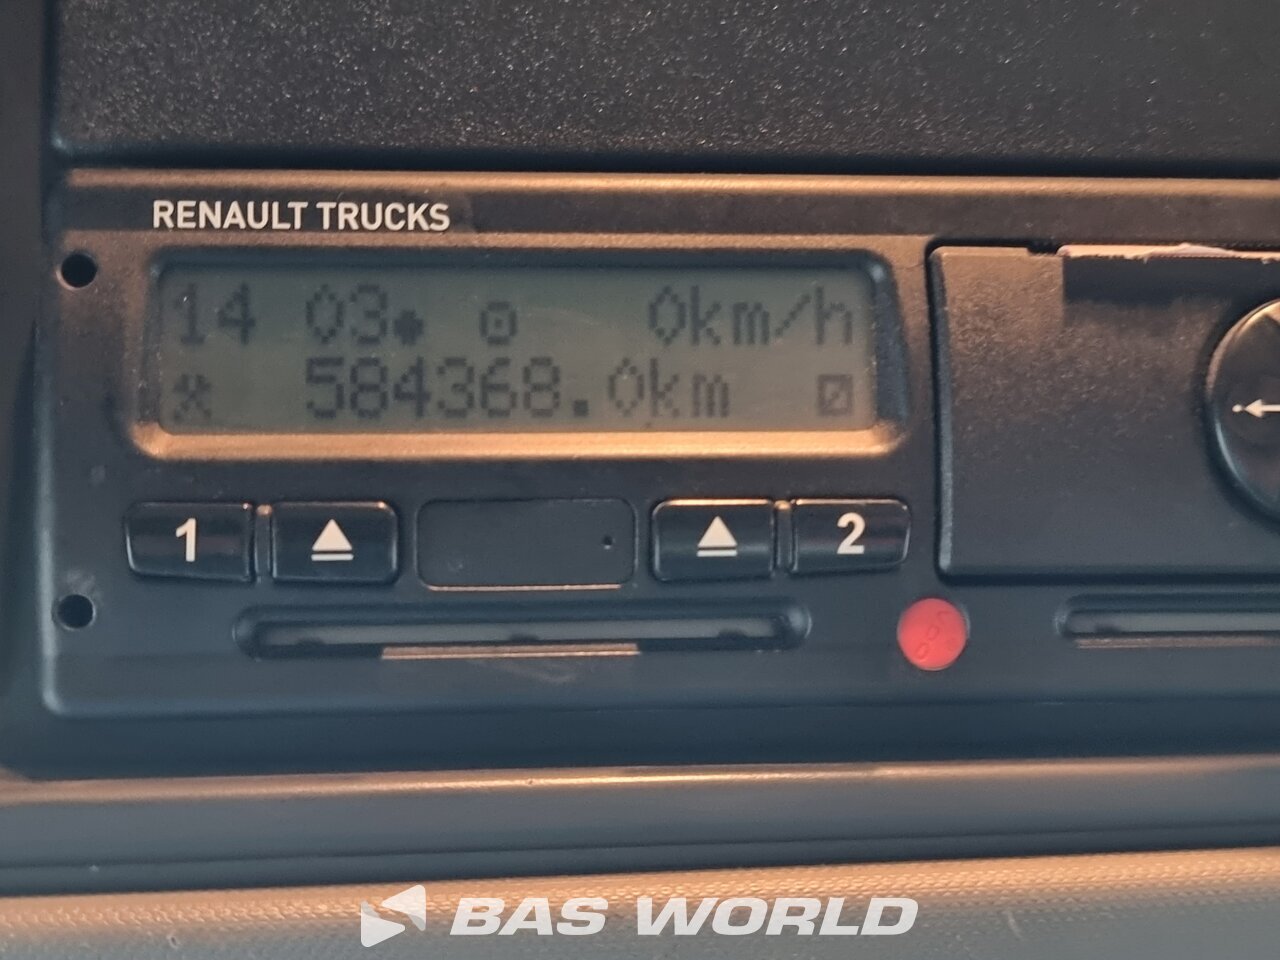 RENAULT TRUCKS
14 03 0km/h
584368.0km
1 2
BAS WORLD